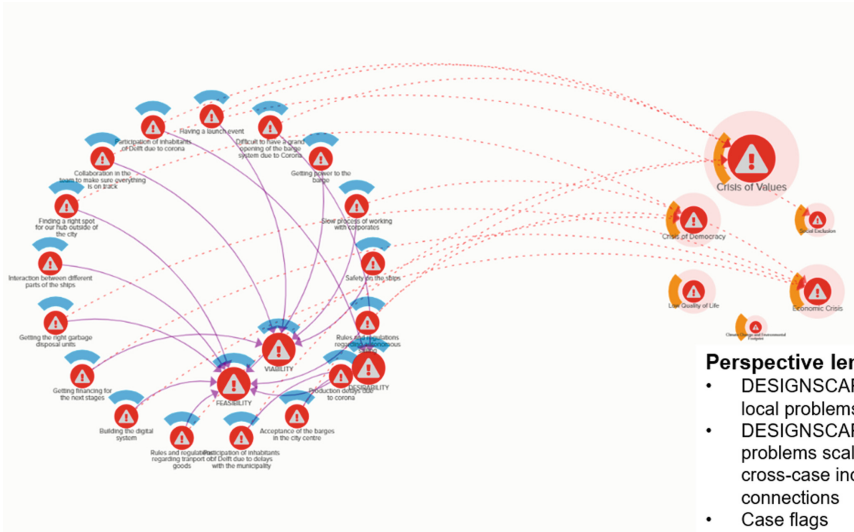 Having a launch event
Participation of inhabitants
of Delft due to corona
Difficult to have a grand
opening of the barge
system due to Corona
Collaboration in the
team to make sure everything
is on track
Getting power to the
barge
Finding a right spot
for our hub outside of
the city
Slow process of working
with corporates
Interaction between different
parts of the ships
Safety on the ships
Getting the right garbage
disposal units
Rules and regulations
regarding
VIABILITY
Getting financing for
the next stages
FEASIBILITY
Production delays due
to corona
Building the digital
system
Acceptance of the barges
in the city centre
Rules and
regarding tranport of
goods
Participation of inhabitants
of Delft due to delays
with the municipality
Crisis of Values
Crisis of Democracy
Social Exclusion
Low Quality of Life
Economic Crisis
Perspective le
• DESIGNSCA
local problems
• DESIGNSCA
problems scal
cross-case inc
connections
• Case flags